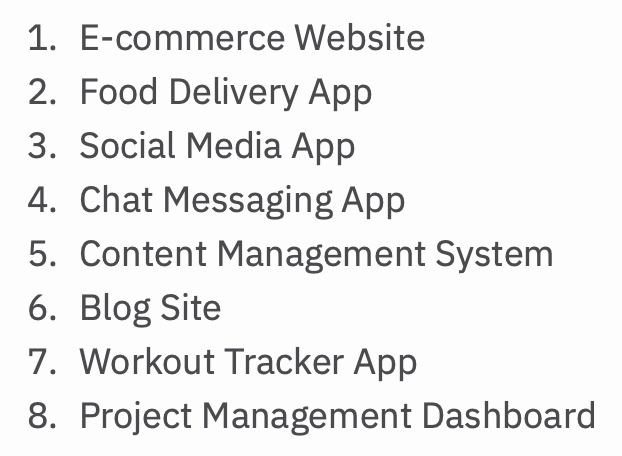 1. E-commerce Website
2. Food Delivery App
3. Social Media App
4. Chat Messaging App
5. Content Management System
6. Blog Site
7. Workout Tracker App
8. Project Management Dashboard